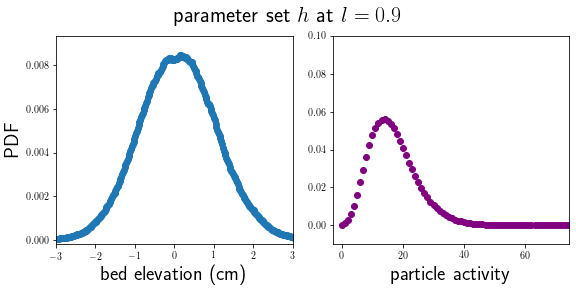 parameter set h at l = 0.9
PDF
0.008
0.006
0.004
0.002
0.000
−3 −2 −1 0 1 2 3
bed elevation (cm)
0.10
0.08
0.06
0.04
0.02
0.00
0 20 40 60
particle activity